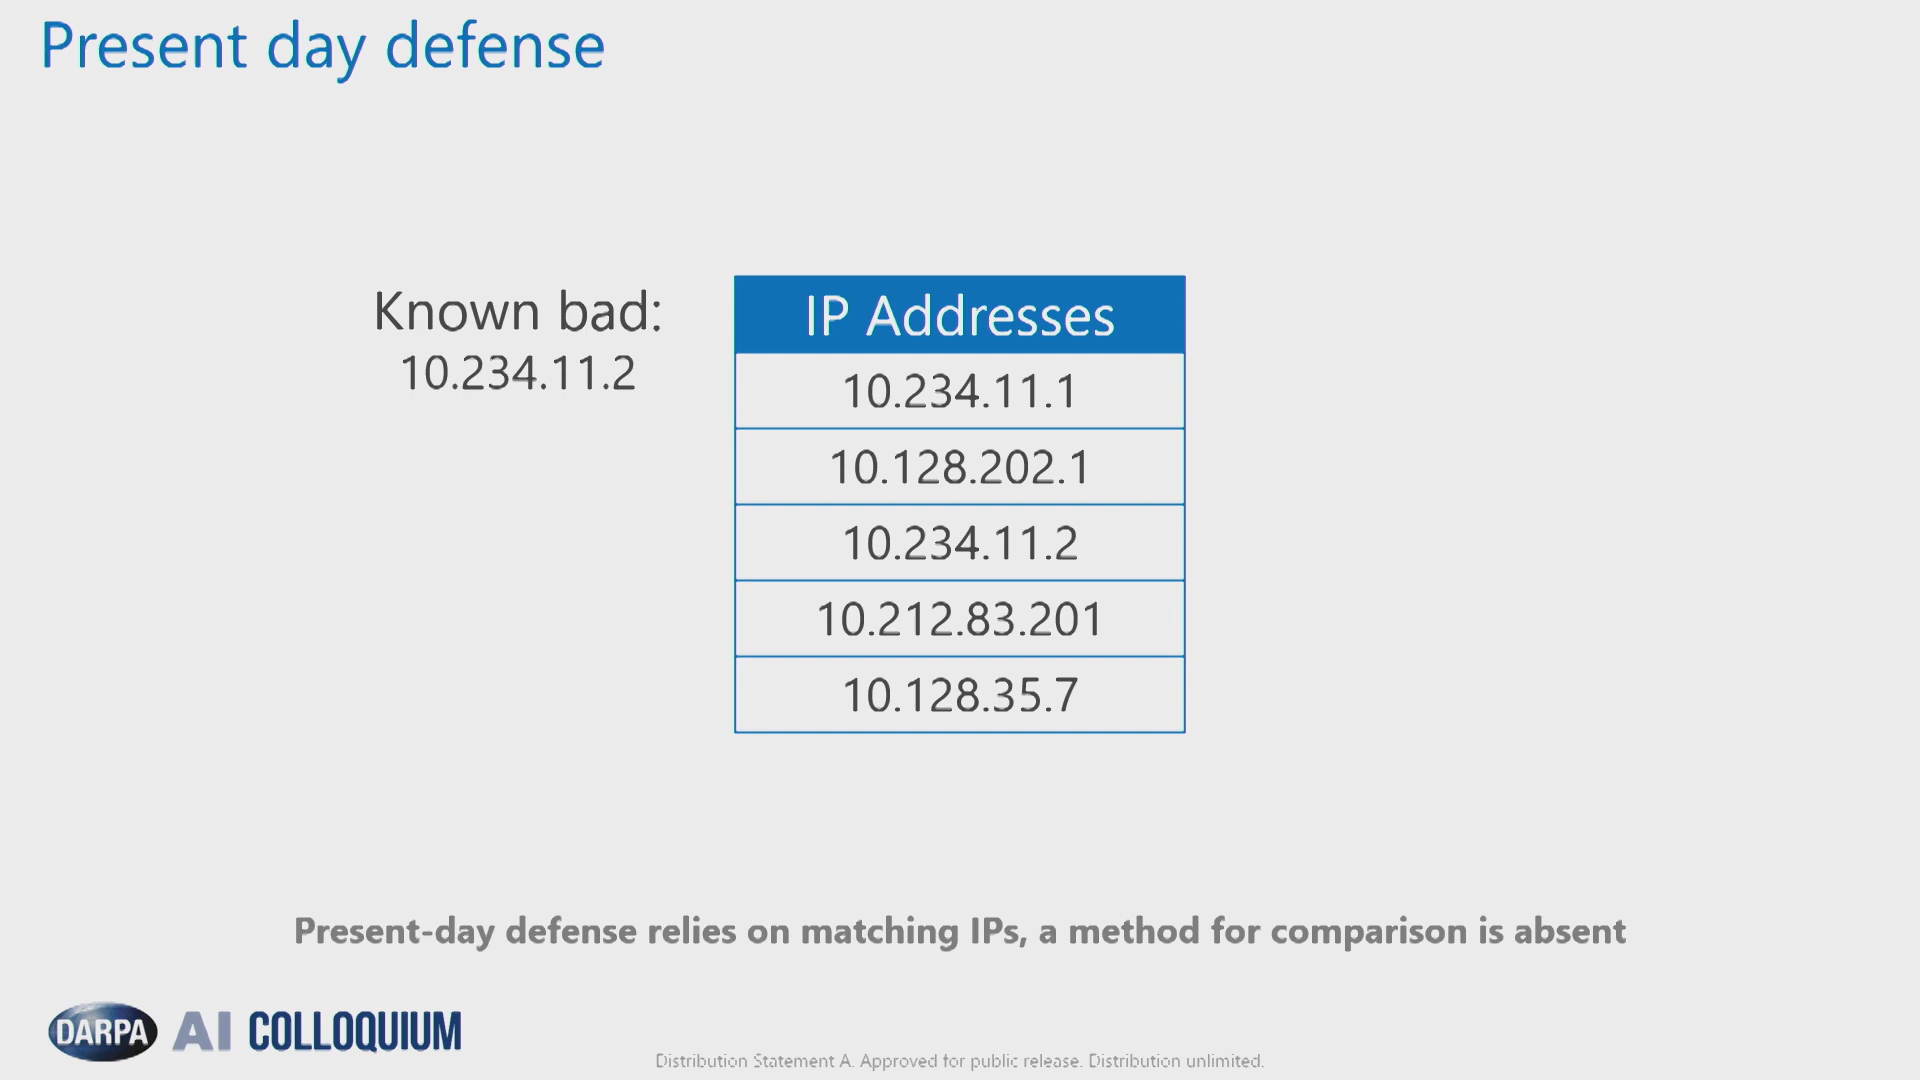 Present day defense
Known bad:
10.234.11.2
IP Addresses
10.234.11.1
10.128.202.1
10.234.11.2
10.212.83.201
10.128.35.7
Present-day defense relies on matching IPs, a method for comparison is absent
DARPA AI COLLOQUIUM
Distribution Statement A. Approved for public release. Distribution unlimited.